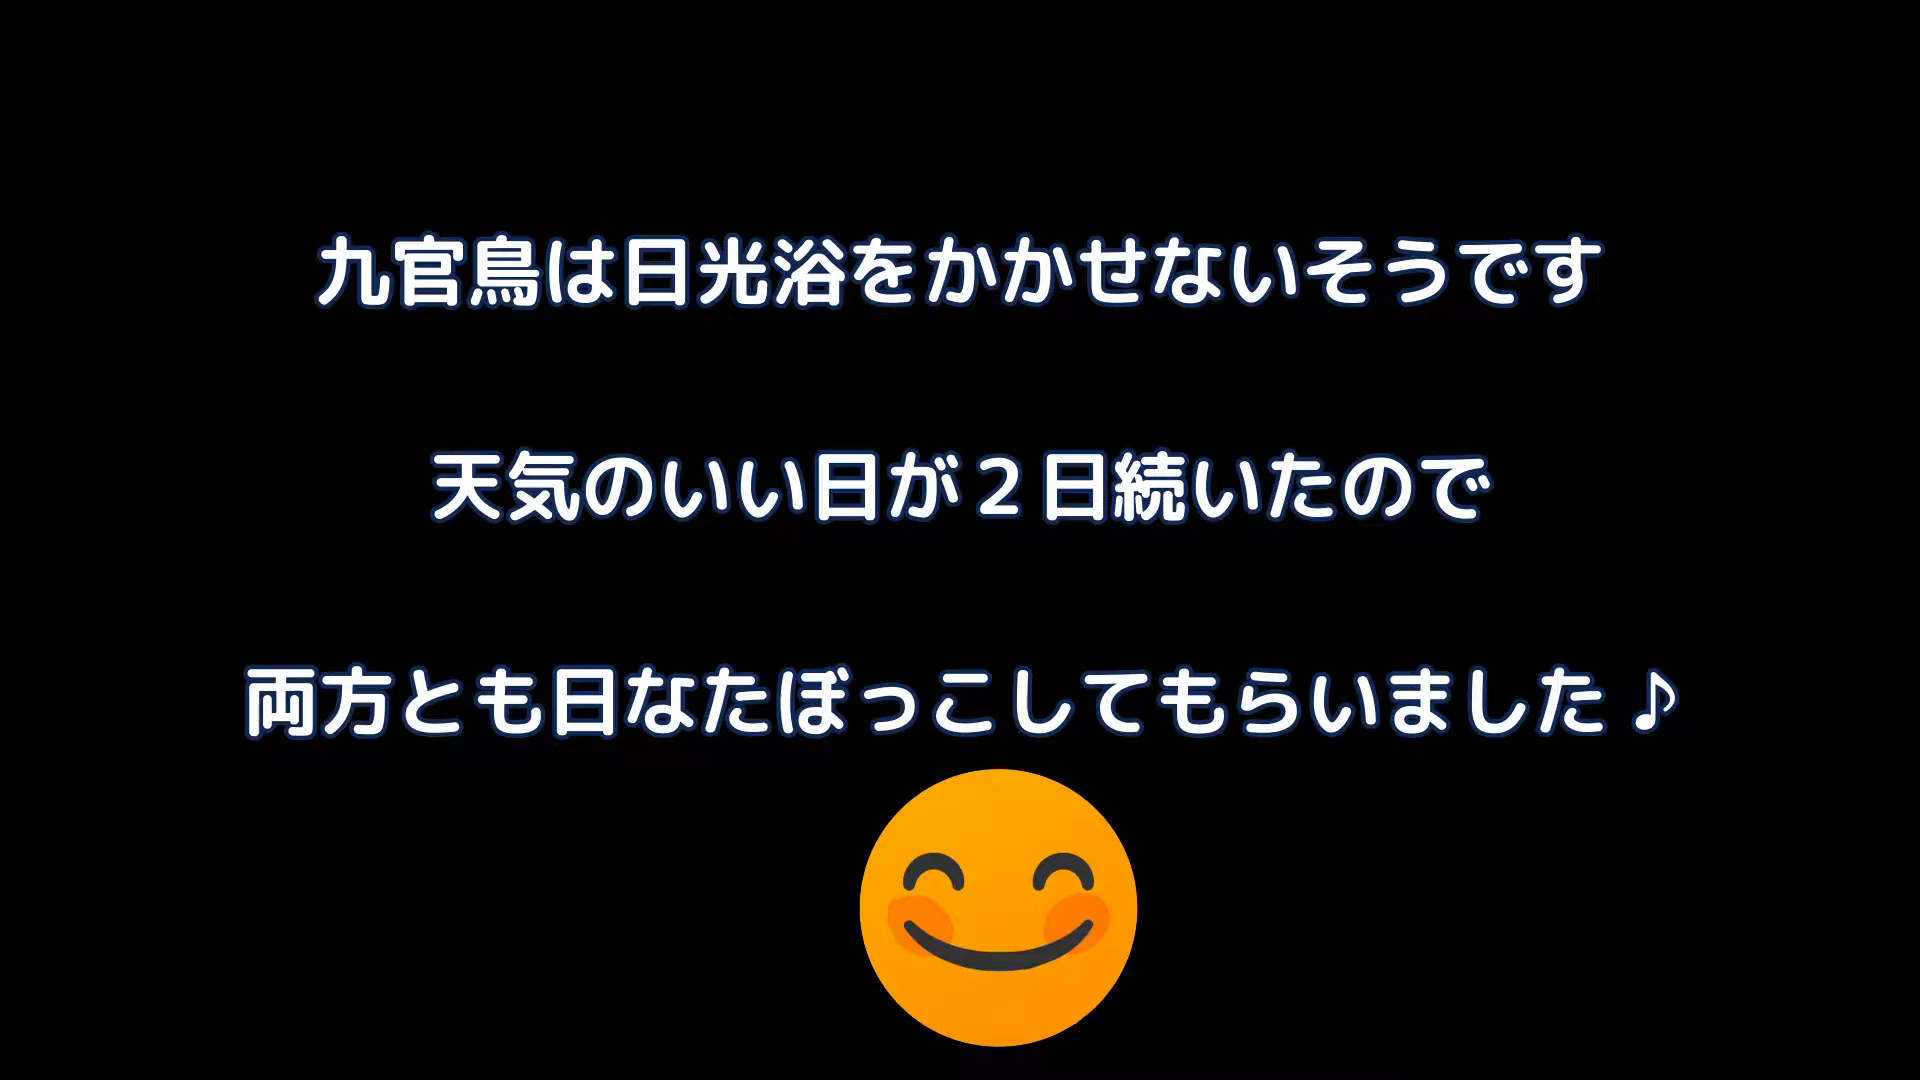 九官鳥は日光浴をかかせないそうです
天気のいい日が２日続いたので
両方とも日なたぼっこしてもらいました♪